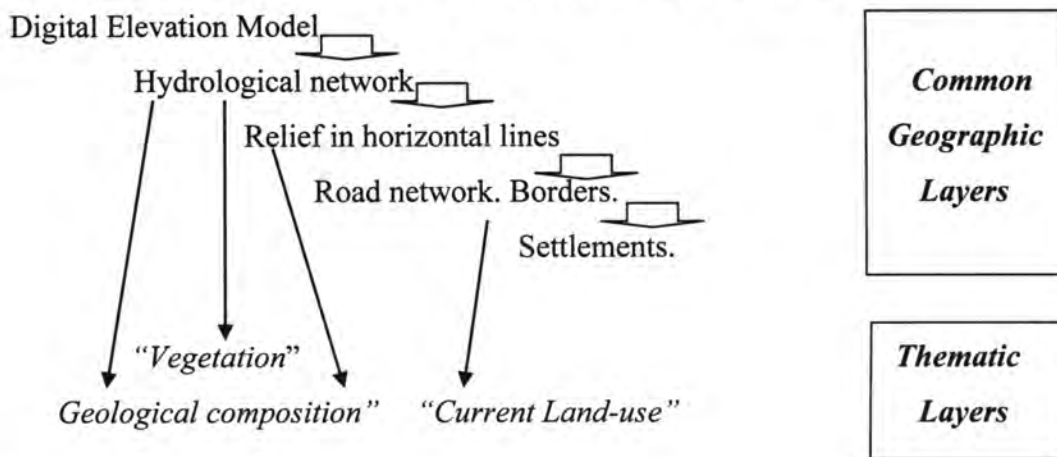 Digital Elevation Model
Hydrological network
Relief in horizontal lines
Road network. Borders.
Settlements.
“Vegetation”
Geological composition”
“Current Land-use”
Common
Geographic
Layers
Thematic
Layers